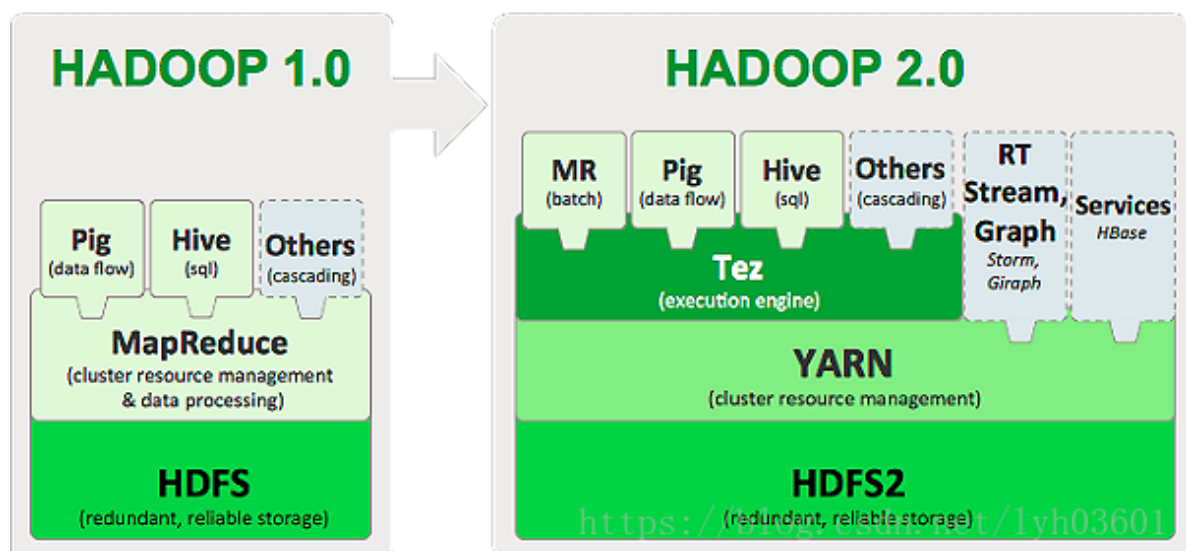 HADOOP 1.0
Pig
(data flow)
Hive
(sql)
Others
(cascading)
MapReduce
(cluster resource management
& data processing)
HDFS
(redundant, reliable storage)
HADOOP 2.0
MR
(batch)
Pig
(data flow)
Hive
(sql)
Others
(cascading)
RT
Stream,
Graph
Storm,
Giraph
Services
HBase
Tez
(execution engine)
YARN
(cluster resource management)
HDFS2
(redundant, reliable storage)
https://blog.csdn.net/lyh03601